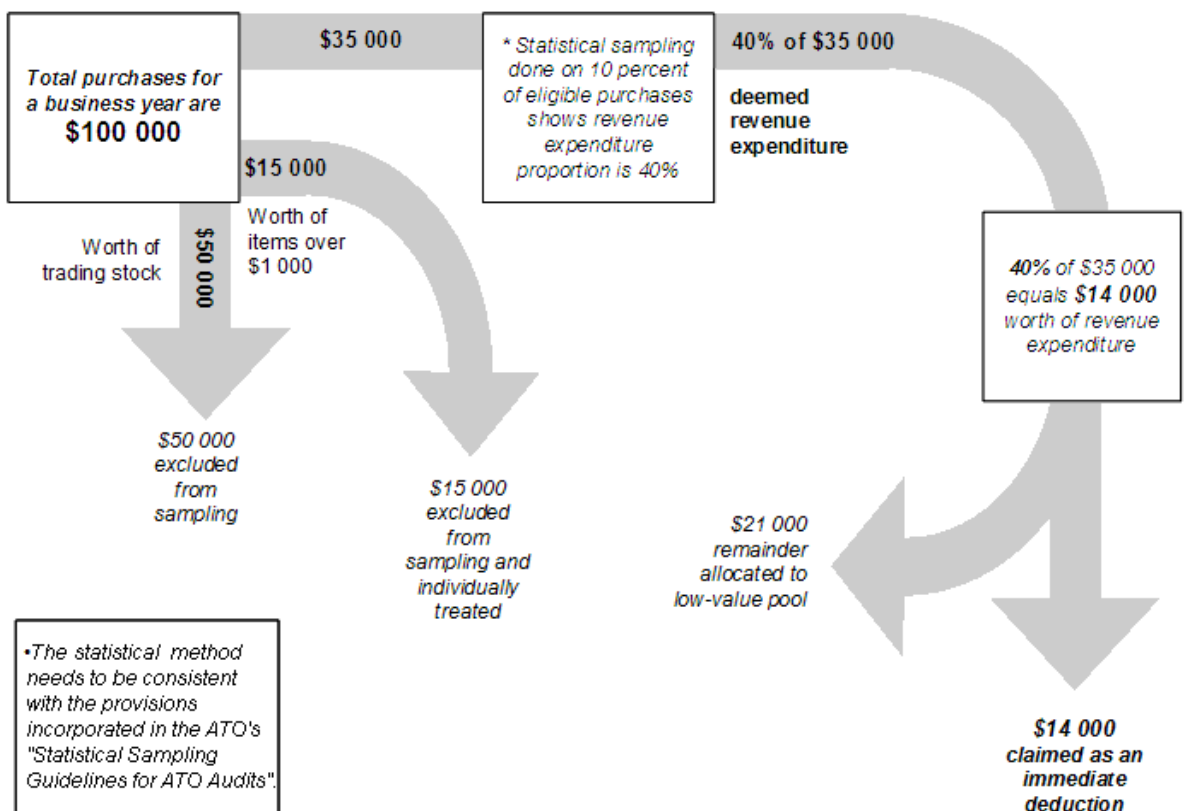 Total purchases for
a business year are
$100 000
$35 000
* Statistical sampling
done on 10 percent
of eligible purchases
shows revenue
expenditure
proportion is 40%
40% of $35 000
deemed
revenue
expenditure
$15 000
Worth of
items over
$1 000
Worth of
trading stock
$50 000
40% of $35 000
equals $14 000
worth of revenue
expenditure
$50 000
excluded
from
sampling
$15 000
excluded
from
sampling and
individually
treated
$21 000
remainder
allocated to
low-value pool
•The statistical method
needs to be consistent
with the provisions
incorporated in the ATO's
"Statistical Sampling
Guidelines for ATO Audits".
$14 000
claimed as an
immediate
deduction